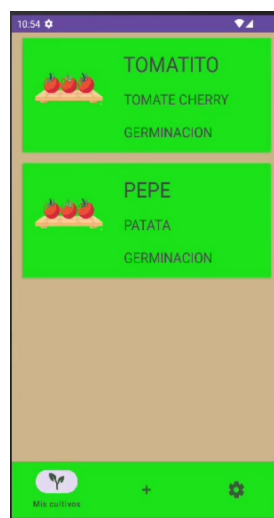 10:54
TOMATITO
TOMATE CHERRY
GERMINACION
PEPE
PATATA
GERMINACION
+
Mis cultivos